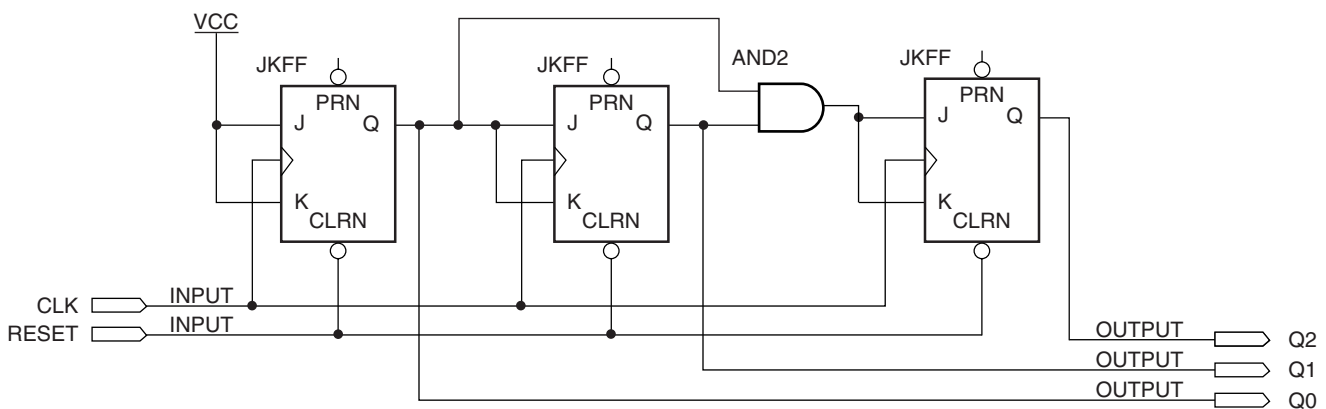 VCC
JKFF
PRN
J Q
K
CLRN
JKFF
PRN
J Q
K
CLRN
AND2
JKFF
PRN
J Q
K
CLRN
CLK INPUT
RESET INPUT
OUTPUT Q2
OUTPUT Q1
OUTPUT Q0